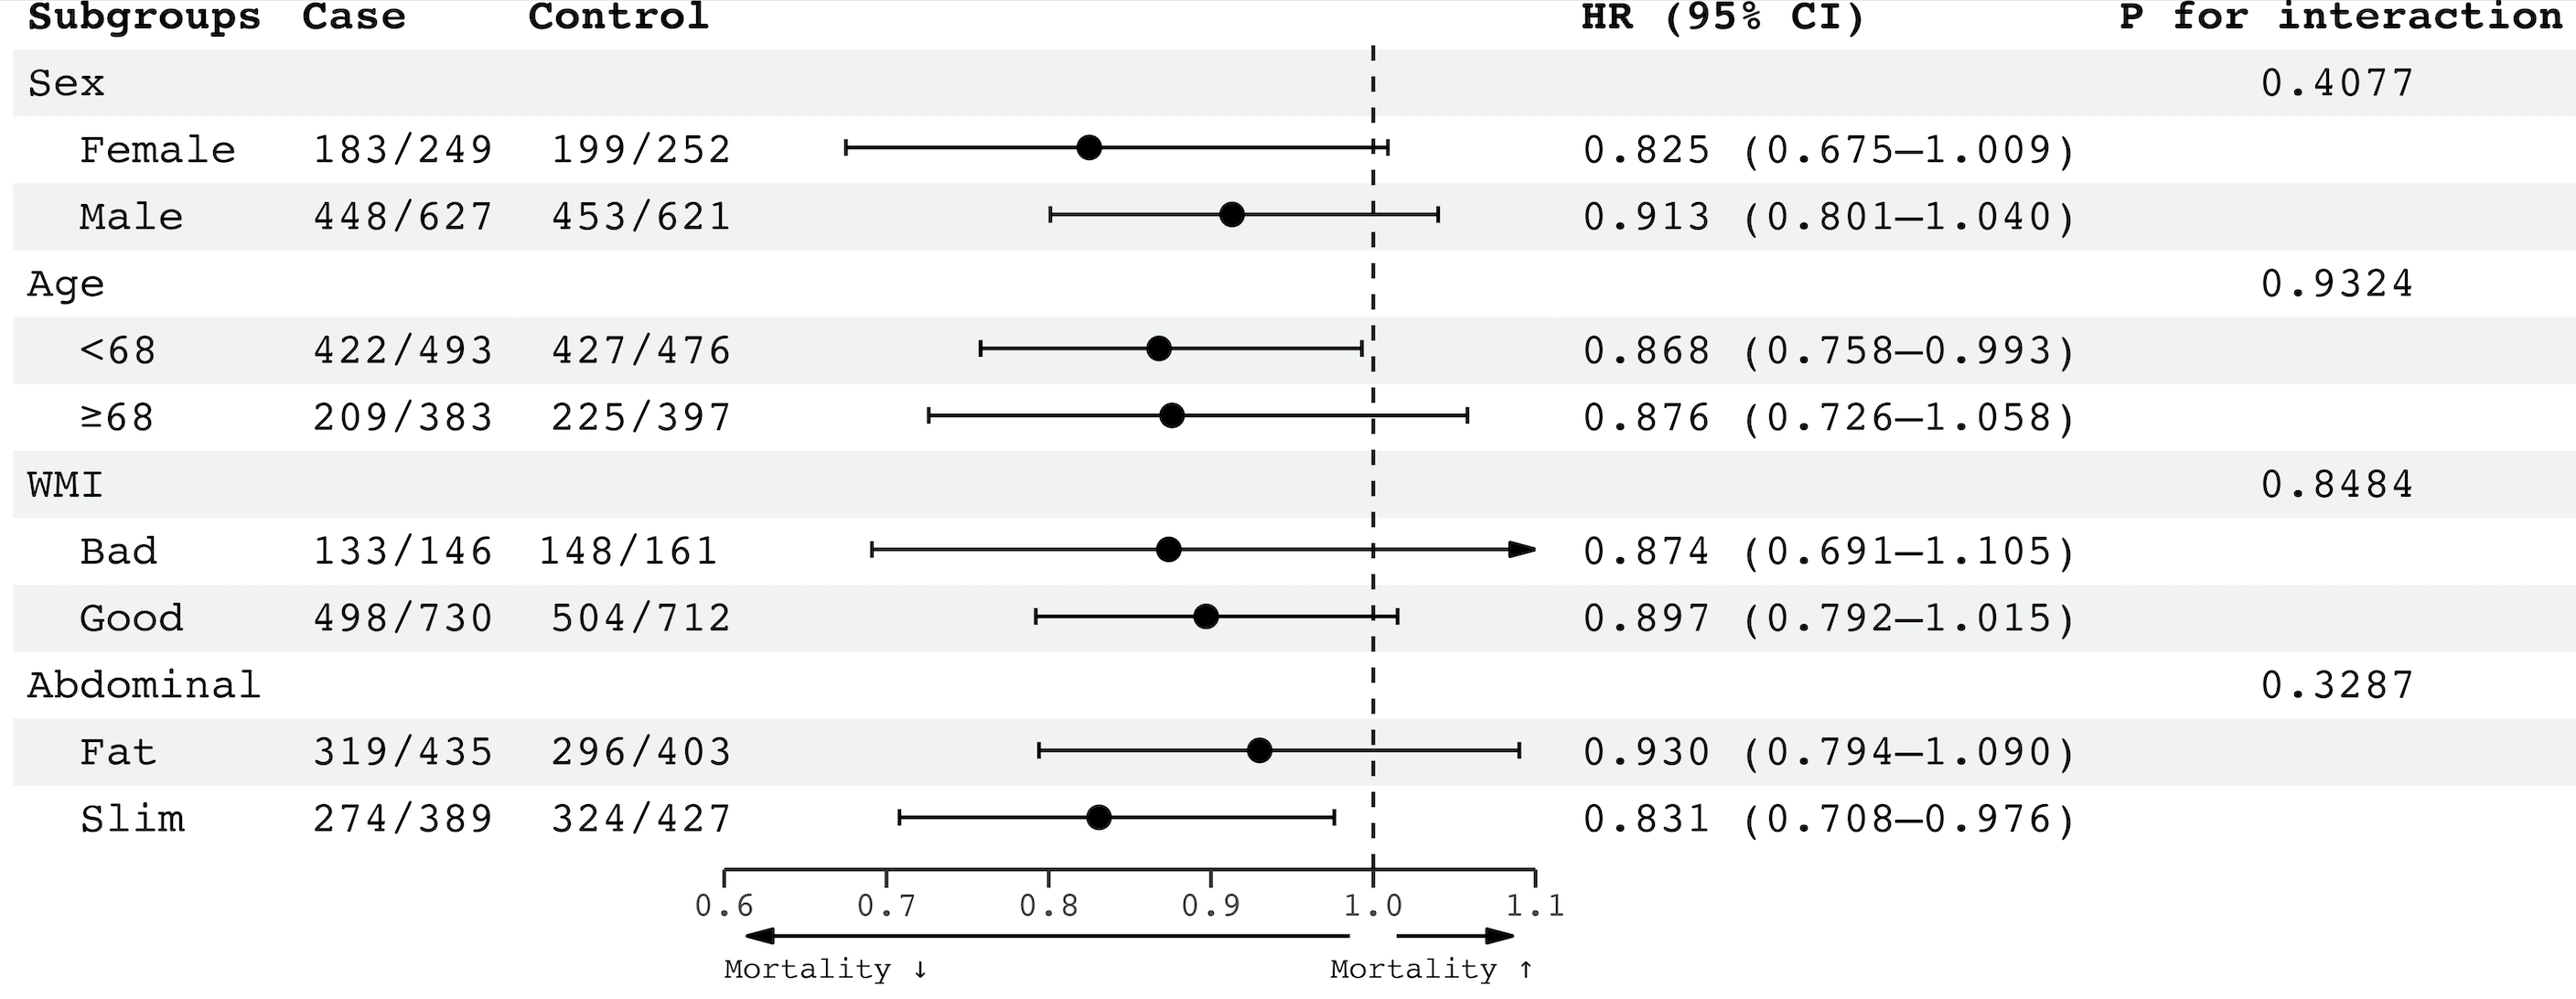 Subgroups Case Control HR (95% CI) P for interaction
Sex 0.4077
Female 183/249 199/252 0.825 (0.675–1.009)
Male 448/627 453/621 0.913 (0.801–1.040)
Age 0.9324
<68 422/493 427/476 0.868 (0.758–0.993)
≥68 209/383 225/397 0.876 (0.726–1.058)
WMI 0.8484
Bad 133/146 148/161 0.874 (0.691–1.105)
Good 498/730 504/712 0.897 (0.792–1.015)
Abdominal 0.3287
Fat 319/435 296/403 0.930 (0.794–1.090)
Slim 274/389 324/427 0.831 (0.708–0.976)
0.6 0.7 0.8 0.9 1.0 1.1
Mortality ↓ Mortality ↑